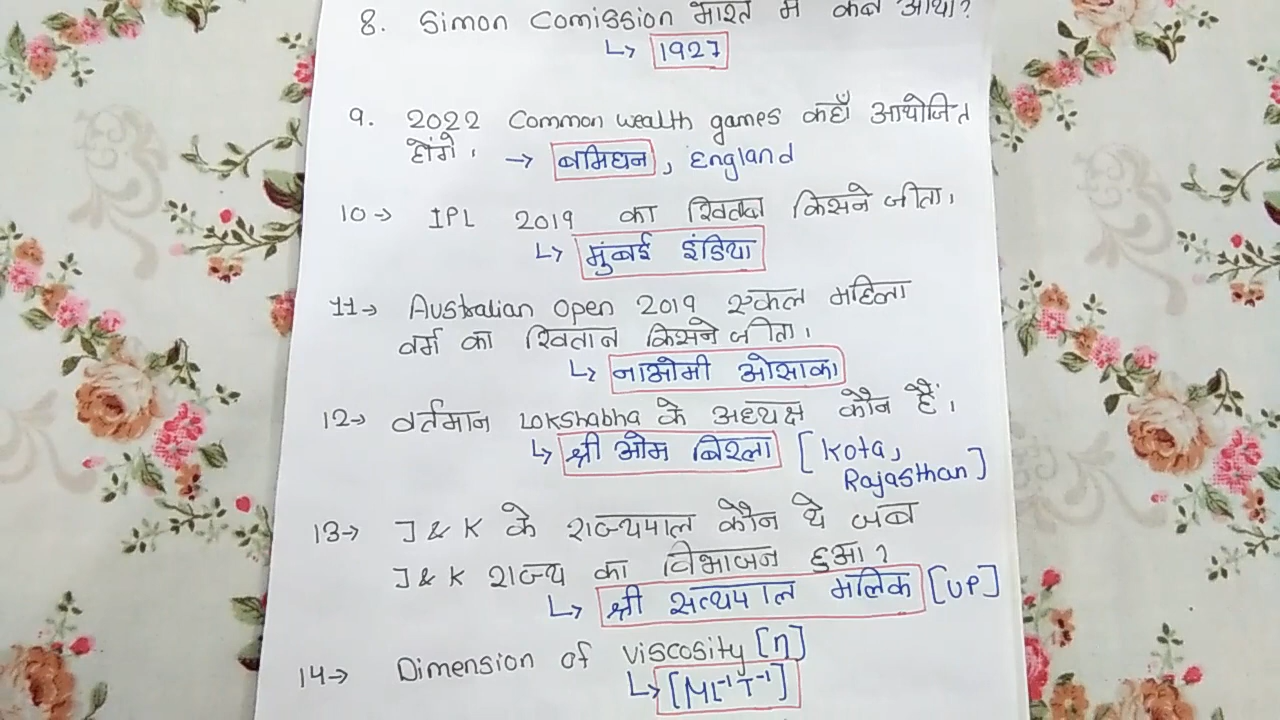 8. Simon Comission भारत में कब आया?
↳ 1927
9. 2022 Common wealth games कहाँ आयोजित
होंगे। → बर्मिघन, England
10→ IPL 2019 का खिताब किसने जीता।
↳ मुंबई इंडिया
11→ Australian Open 2019 एकल महिला
वर्ग का खिताब किसने जीता।
↳ नाओमी ओसाका
12→ वर्तमान Lokshabha के अध्यक्ष कौन हैं।
↳ श्री ओम बिरला [Kota,
Rajasthan]
13→ J & K के राज्यपाल कौन थे जब
J & K राज्य का विभाजन हुआ?
↳ श्री सत्यपाल मलिक [UP]
14→ Dimension of Viscosity [η]
↳ [ML⁻¹T⁻¹]